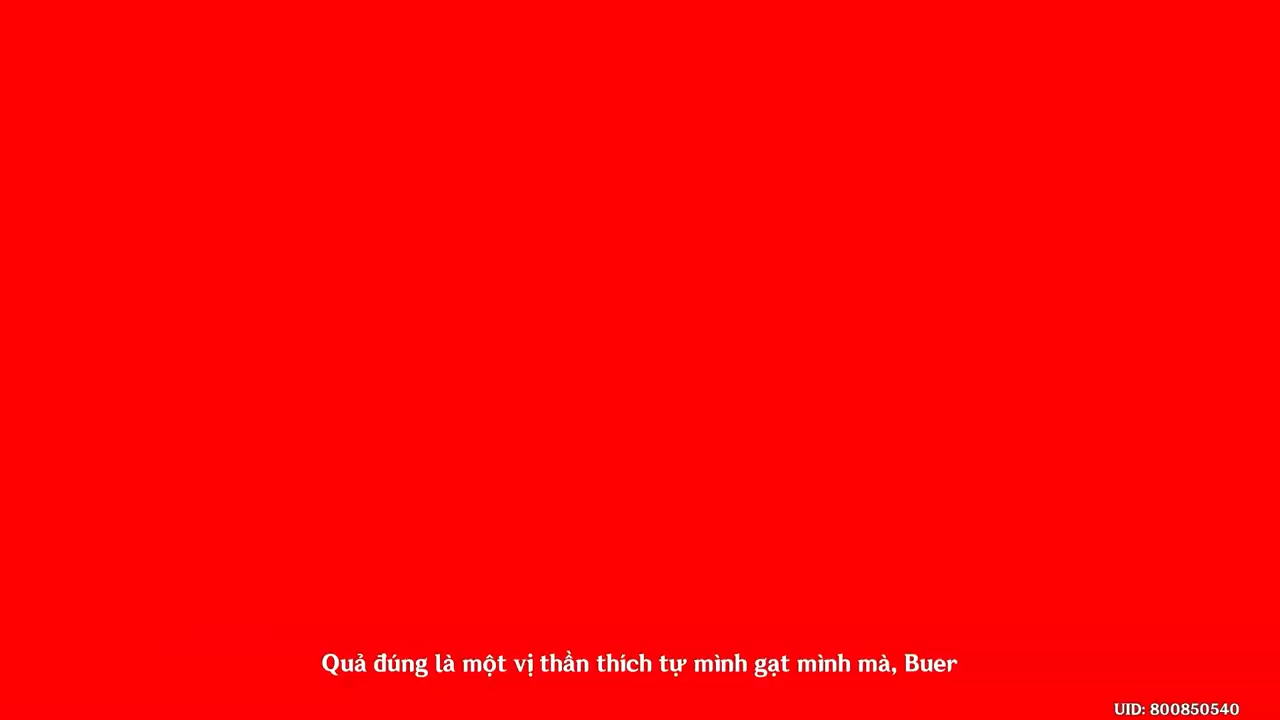 Quả đúng là một vị thần thích tự mình gạt mình mà, Buer
UID: 800850540